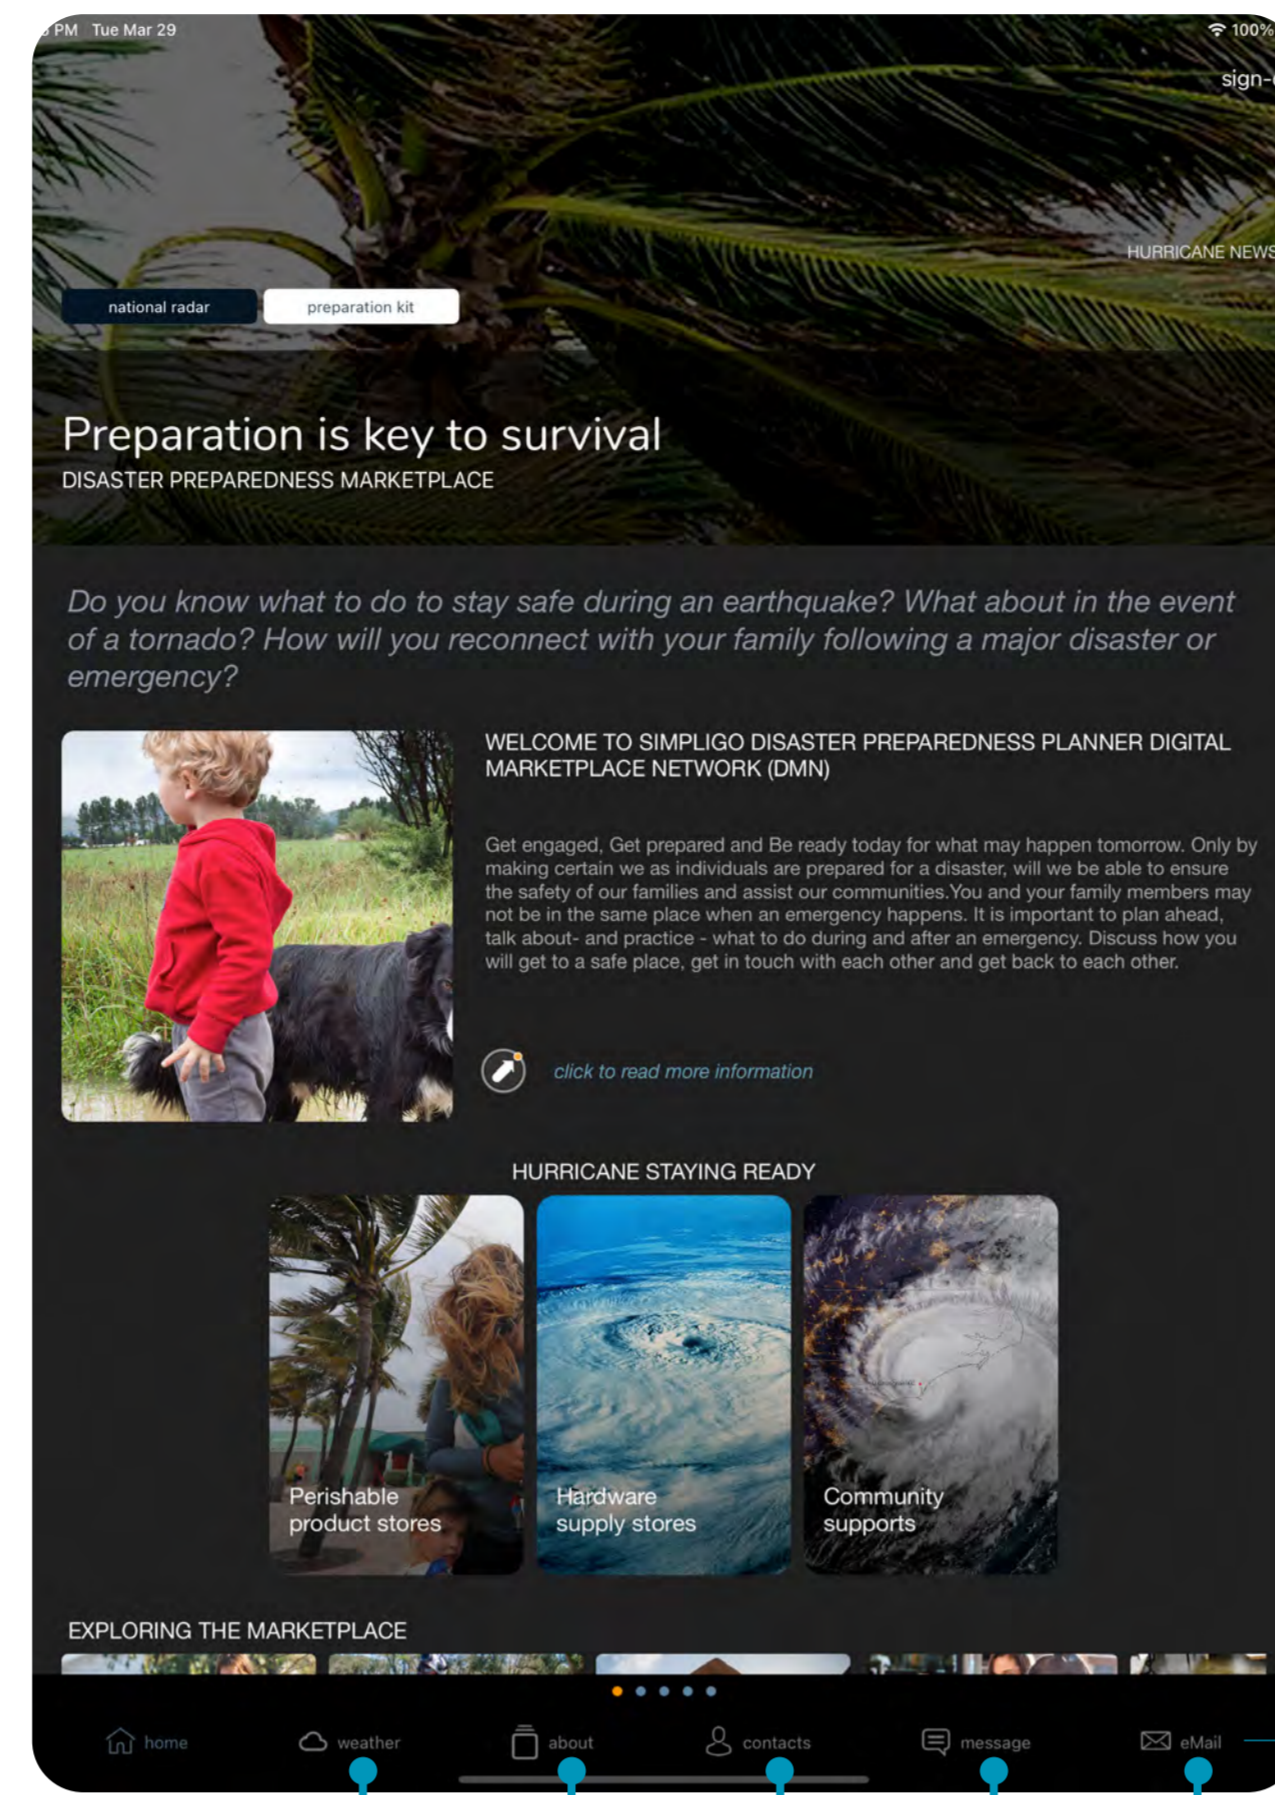 PM Tue Mar 29
100%
sign-
HURRICANE NEWS
national radar
preparation kit
Preparation is key to survival
DISASTER PREPAREDNESS MARKETPLACE
Do you know what to do to stay safe during an earthquake? What about in the event
of a tornado? How will you reconnect with your family following a major disaster or
emergency?
WELCOME TO SIMPLIGO DISASTER PREPAREDNESS PLANNER DIGITAL
MARKETPLACE NETWORK (DMN)
Get engaged, Get prepared and Be ready today for what may happen tomorrow. Only by
making certain we as individuals are prepared for a disaster, will we be able to ensure
the safety of our families and assist our communities.You and your family members may
not be in the same place when an emergency happens. It is important to plan ahead,
talk about- and practice - what to do during and after an emergency. Discuss how you
will get to a safe place, get in touch with each other and get back to each other.
click to read more information
HURRICANE STAYING READY
Perishable
product stores
Hardware
supply stores
Community
supports
EXPLORING THE MARKETPLACE
home
weather
about
contacts
message
eMail